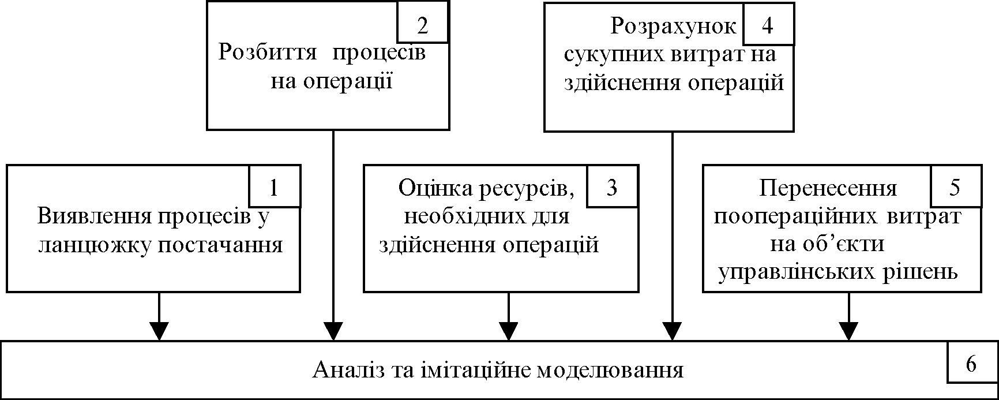 1
Виявлення процесів у
ланцюжку постачання
2
Розбиття процесів
на операції
3
Оцінка ресурсів,
необхідних для
здійснення операцій
4
Розрахунок
сукупних витрат на
здійснення операцій
5
Перенесення
поопераційних витрат
на об’єкти
управлінських рішень
6
Аналіз та імітаційне моделювання